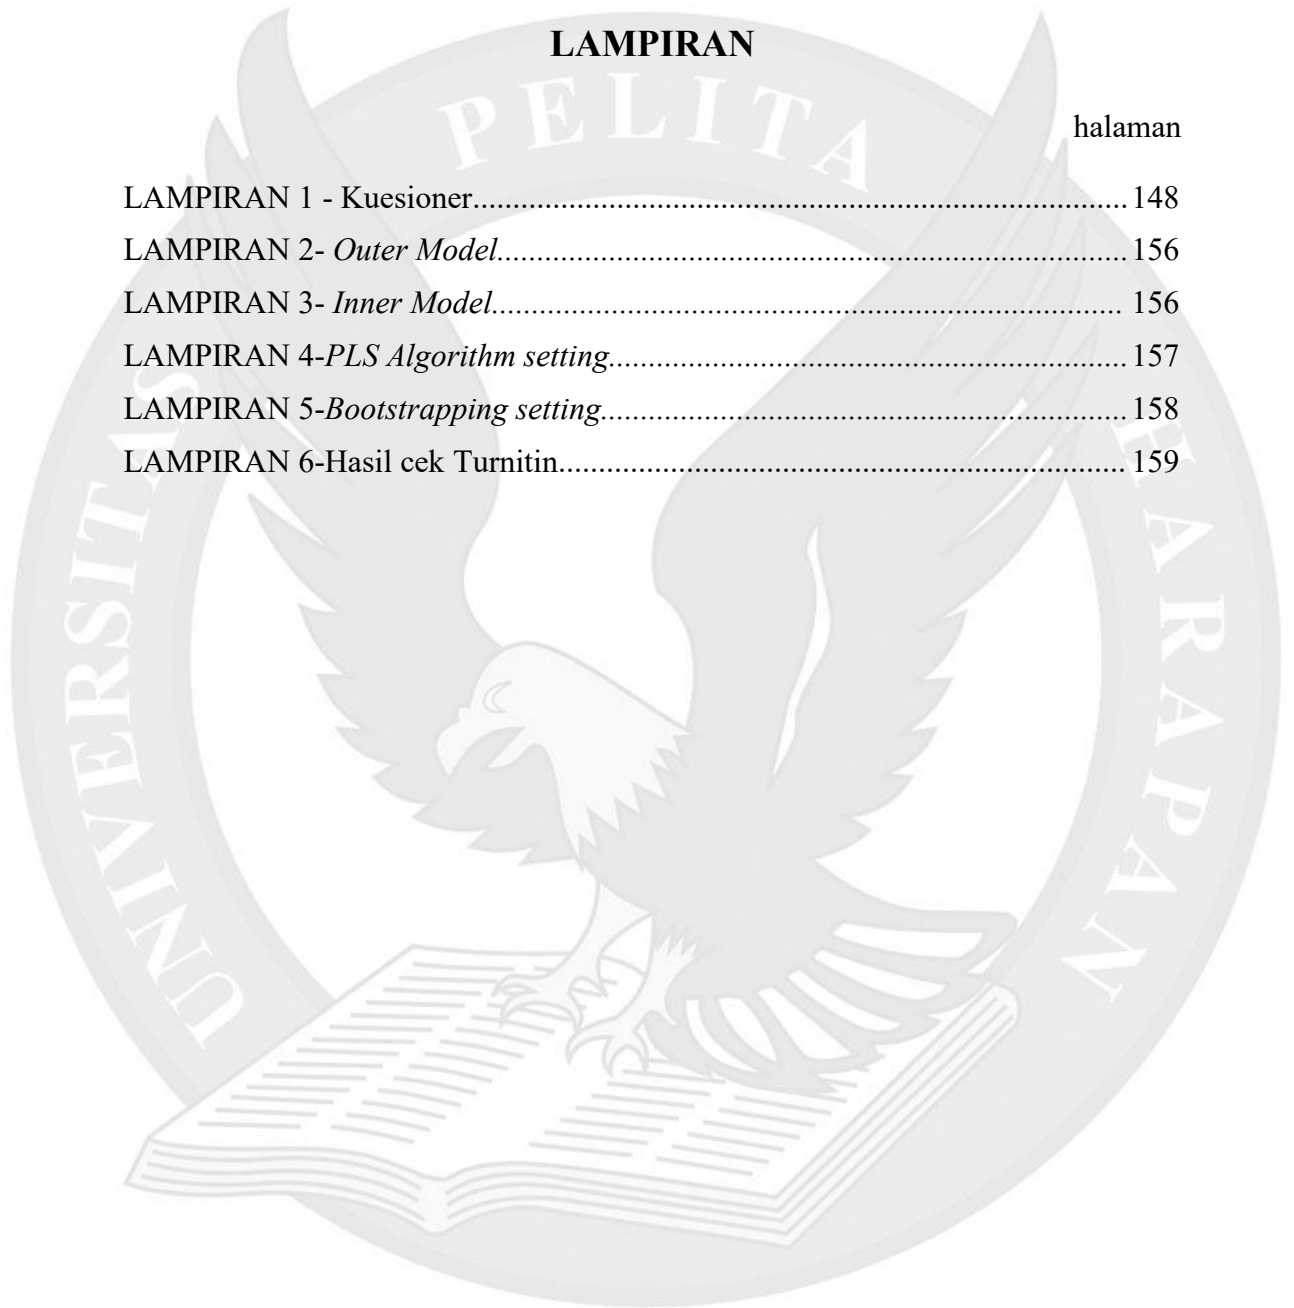 LAMPIRAN
halaman
LAMPIRAN 1 - Kuesioner.................................................................................. 148
LAMPIRAN 2- Outer Model............................................................................... 156
LAMPIRAN 3- Inner Model............................................................................... 156
LAMPIRAN 4-PLS Algorithm setting................................................................. 157
LAMPIRAN 5-Bootstrapping setting.................................................................. 158
LAMPIRAN 6-Hasil cek Turnitin....................................................................... 159
UNIVERSITAS PELITA HARAPAN